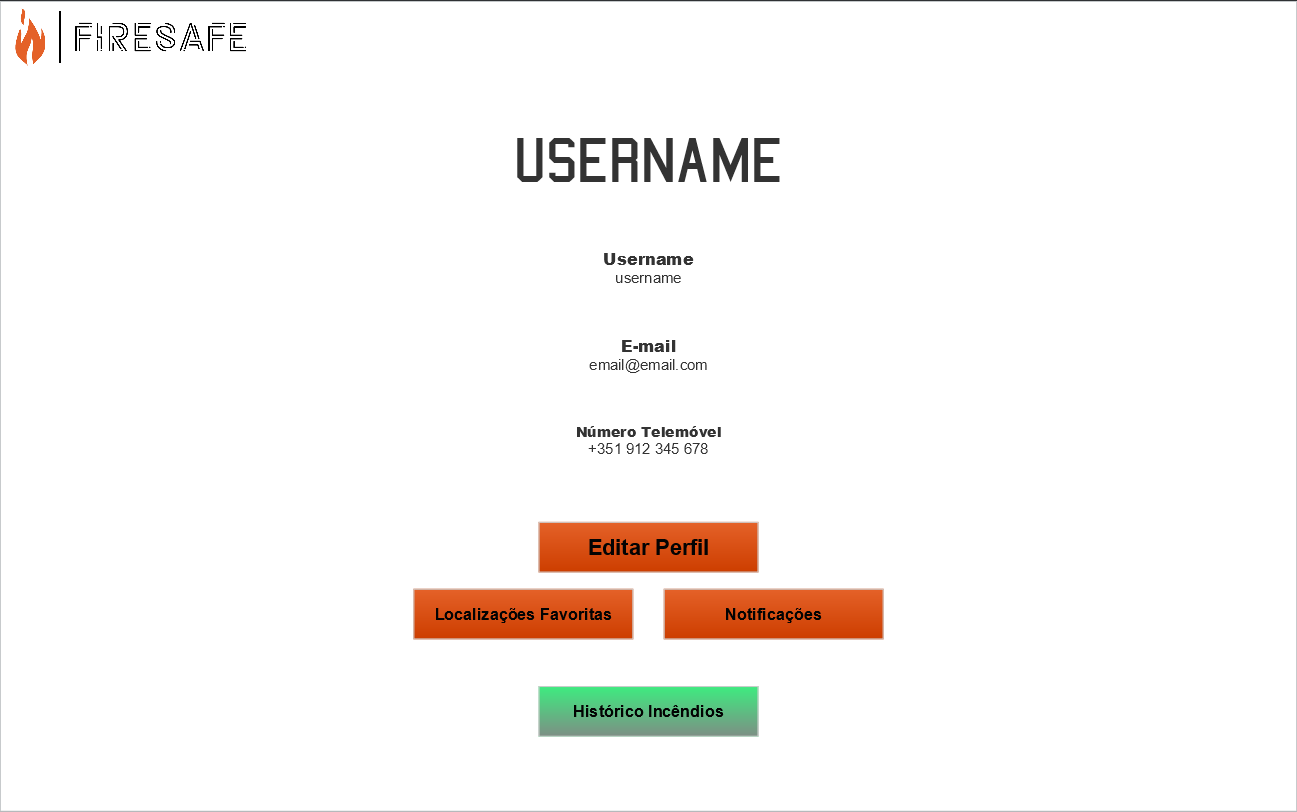 FIRESAFE
USERNAME
Username
username
E-mail
email@email.com
Número Telemóvel
+351 912 345 678
Editar Perfil
Localizações Favoritas
Notificações
Histórico Incêndios